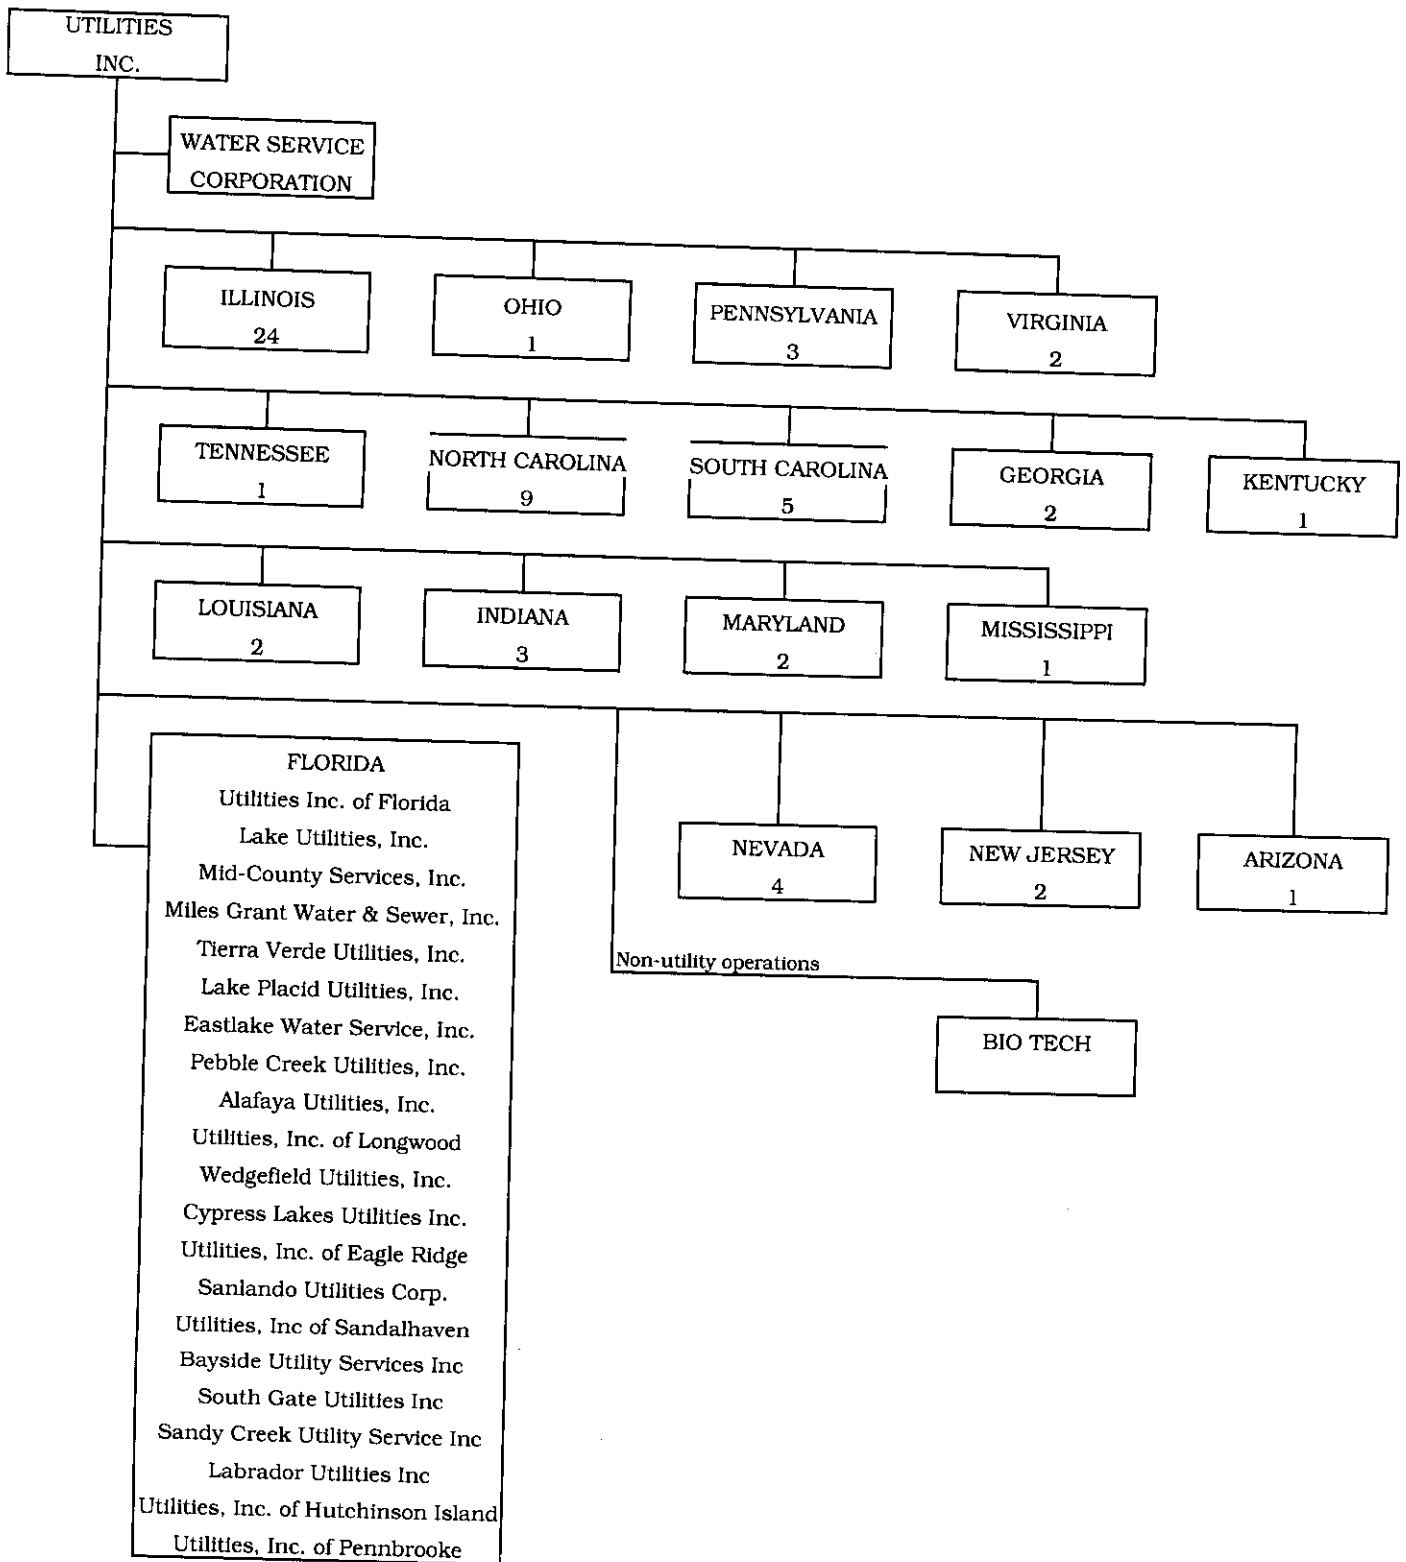 UTILITIES
INC.
WATER SERVICE
CORPORATION
ILLINOIS
24
OHIO
1
PENNSYLVANIA
3
VIRGINIA
2
TENNESSEE
1
NORTH CAROLINA
9
SOUTH CAROLINA
5
GEORGIA
2
KENTUCKY
1
LOUISIANA
2
INDIANA
3
MARYLAND
2
MISSISSIPPI
1
FLORIDA
Utilities Inc. of Florida
Lake Utilities, Inc.
Mid-County Services, Inc.
Miles Grant Water & Sewer, Inc.
Tierra Verde Utilities, Inc.
Lake Placid Utilities, Inc.
Eastlake Water Service, Inc.
Pebble Creek Utilities, Inc.
Alafaya Utilities, Inc.
Utilities, Inc. of Longwood
Wedgefield Utilities, Inc.
Cypress Lakes Utilities Inc.
Utilities, Inc. of Eagle Ridge
Sanlando Utilities Corp.
Utilities, Inc of Sandalhaven
Bayside Utility Services Inc
South Gate Utilities Inc
Sandy Creek Utility Service Inc
Labrador Utilities Inc
Utilities, Inc. of Hutchinson Island
Utilities, Inc. of Pennbrooke
NEVADA
4
NEW JERSEY
2
ARIZONA
1
Non-utility operations
BIO TECH